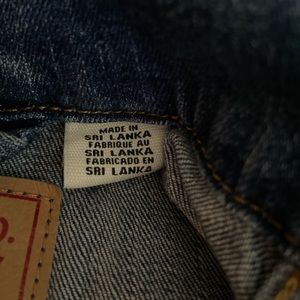 MADE IN
SRI LANKA
FABRIQUE AU
SRI LANKA
FABRICADO EN
SRI LANKA